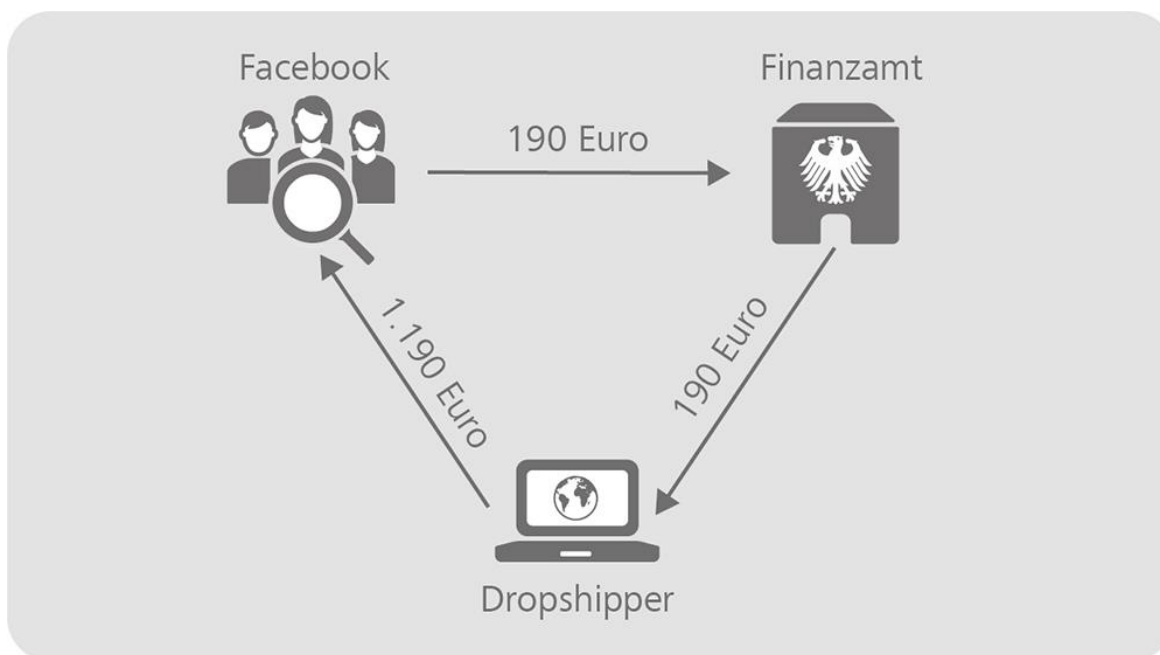 Facebook
Finanzamt
190 Euro
1.190 Euro
190 Euro
Dropshipper